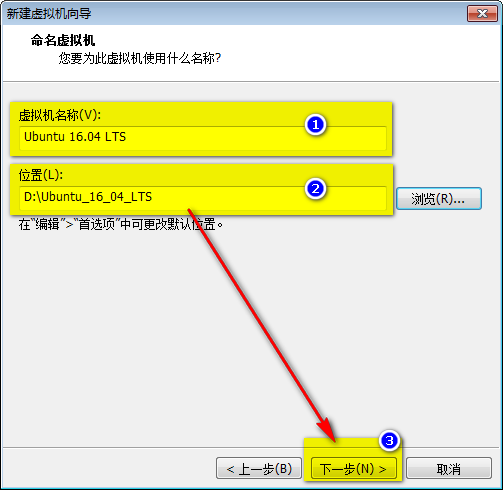 新建虚拟机向导
命名虚拟机
您要为此虚拟机使用什么名称?
虚拟机名称(V):
1
Ubuntu 16.04 LTS
位置(L):
2
D:\Ubuntu_16_04_LTS
浏览(R)...
在“编辑”>“首选项”中可更改默认位置。
3
< 上一步(B)
下一步(N) >
取消